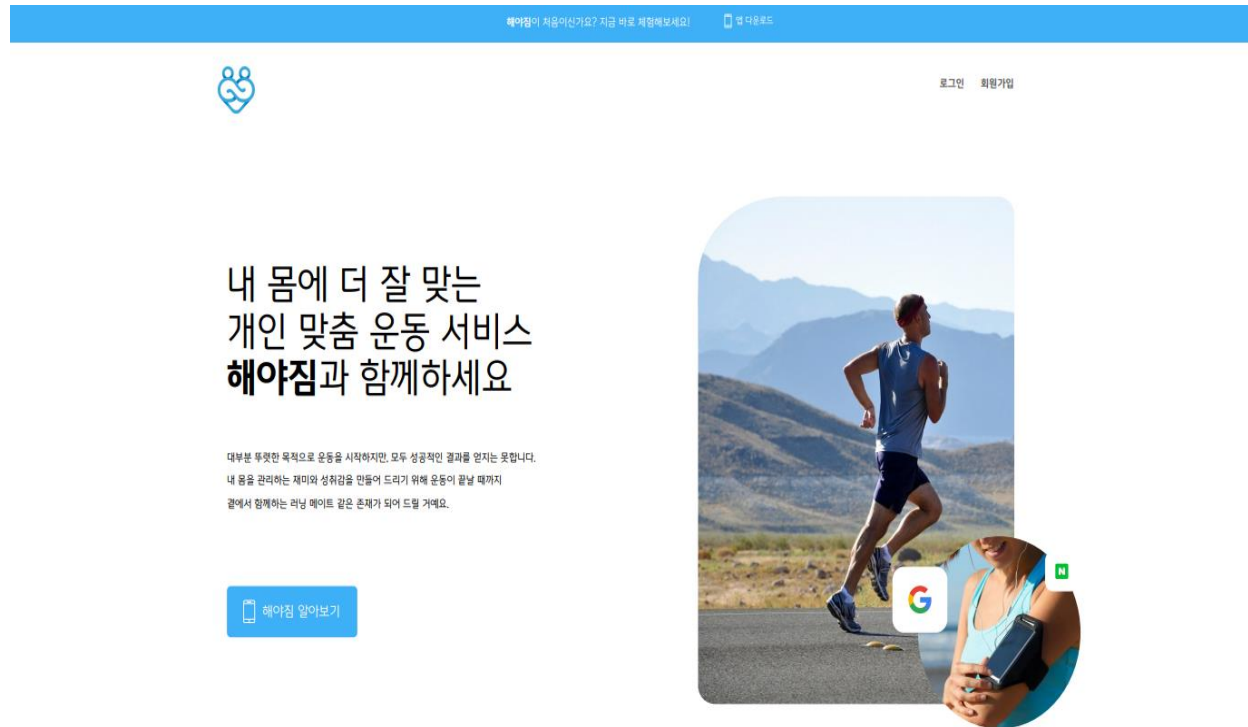 해야짐이 처음이신가요? 지금 바로 체험해보세요!
앱 다운로드
로그인
회원가입
내 몸에 더 잘 맞는
개인 맞춤 운동 서비스
해야짐과 함께하세요
대부분 뚜렷한 목적으로 운동을 시작하지만, 모두 성공적인 결과를 얻지는 못합니다.
내 몸을 관리하는 재미와 성취감을 만들어 드리기 위해 운동이 끝날 때까지
곁에서 함께하는 러닝 메이트 같은 존재가 되어 드릴 거예요.
해야짐 알아보기
G
N